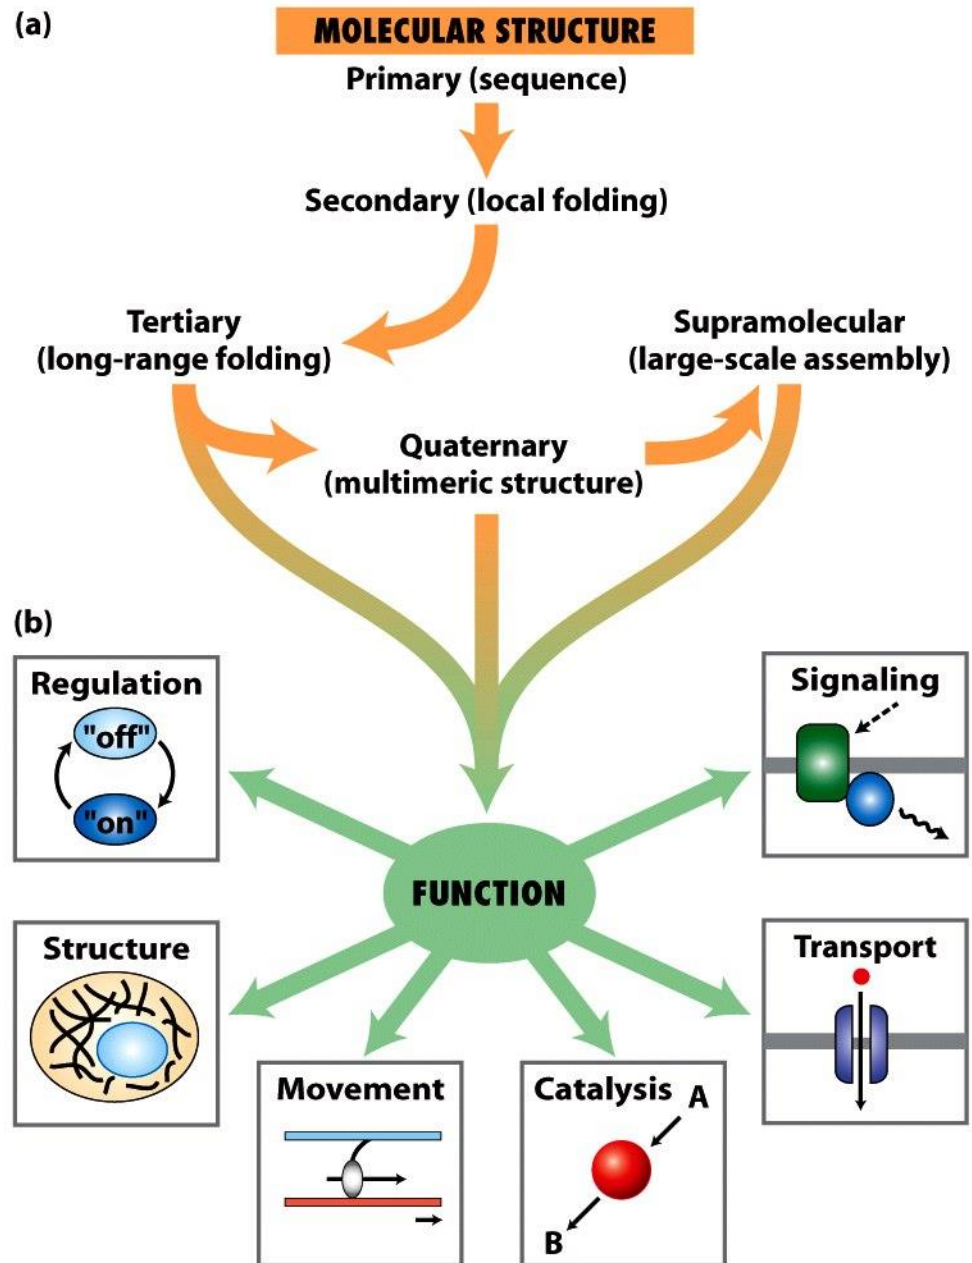 (a)
MOLECULAR STRUCTURE
Primary (sequence)
Secondary (local folding)
Tertiary
(long-range folding)
Supramolecular
(large-scale assembly)
Quaternary
(multimeric structure)
(b)
Regulation
"off"
"on"
Signaling
FUNCTION
Structure
Transport
Movement
Catalysis
A
B